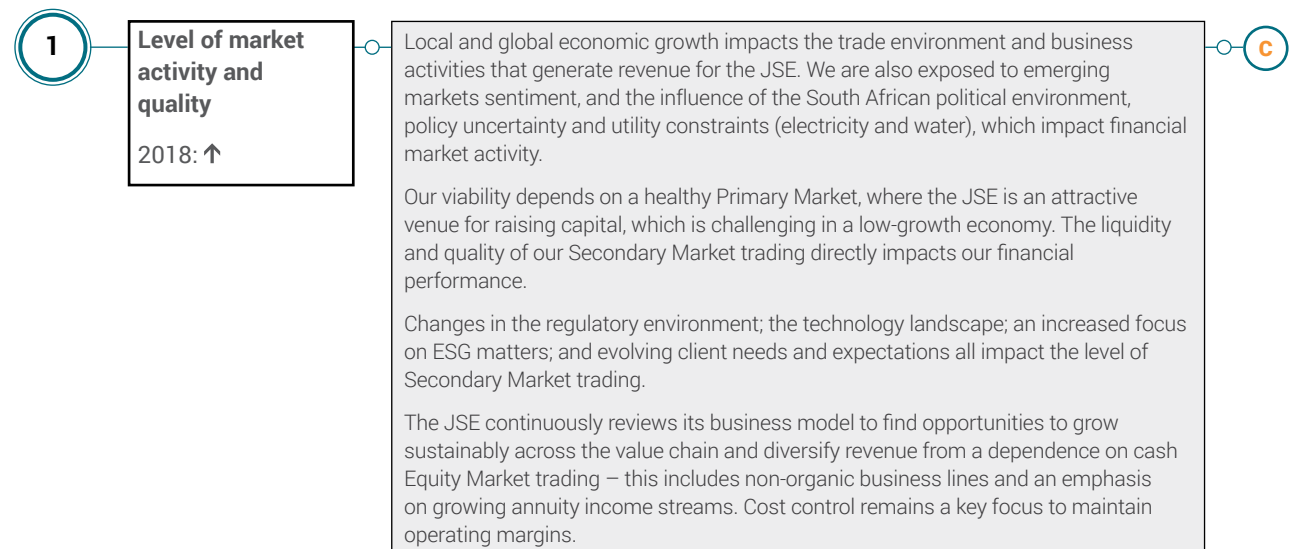 1
Level of market
activity and
quality
2018: ↑
Local and global economic growth impacts the trade environment and business
activities that generate revenue for the JSE. We are also exposed to emerging
markets sentiment, and the influence of the South African political environment,
policy uncertainty and utility constraints (electricity and water), which impact financial
market activity.
Our viability depends on a healthy Primary Market, where the JSE is an attractive
venue for raising capital, which is challenging in a low-growth economy. The liquidity
and quality of our Secondary Market trading directly impacts our financial
performance.
Changes in the regulatory environment; the technology landscape; an increased focus
on ESG matters; and evolving client needs and expectations all impact the level of
Secondary Market trading.
The JSE continuously reviews its business model to find opportunities to grow
sustainably across the value chain and diversify revenue from a dependence on cash
Equity Market trading – this includes non-organic business lines and an emphasis
on growing annuity income streams. Cost control remains a key focus to maintain
operating margins.
C